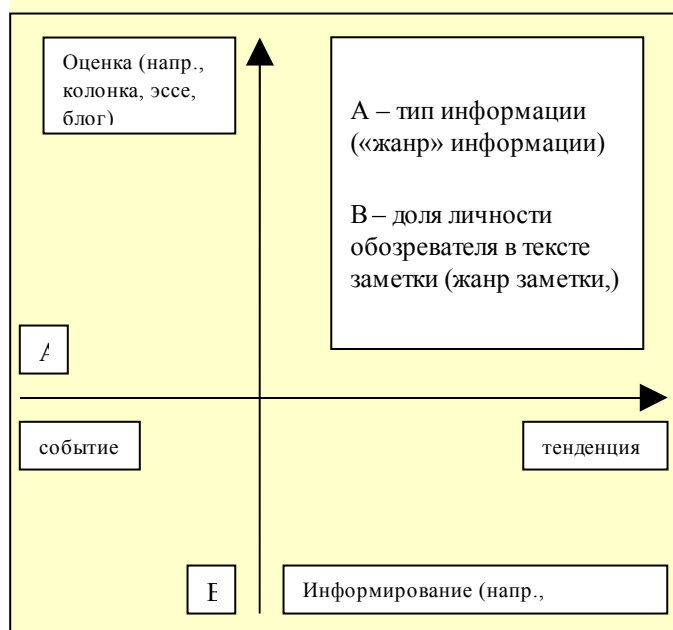 Оценка (напр.,
колонка, эссе,
блог)
А – тип информации
(«жанр» информации)
В – доля личности
обозревателя в тексте
заметки (жанр заметки,)
А
событие
тенденция
В
Информирование (напр.,